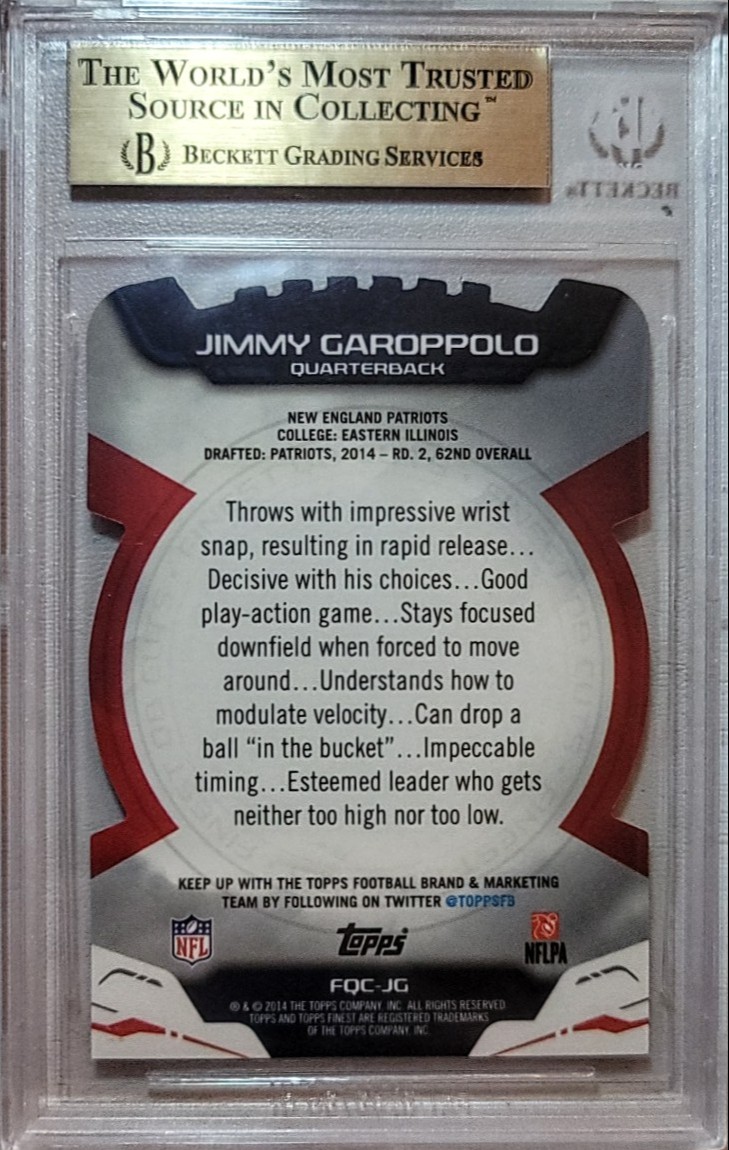 THE WORLD'S MOST TRUSTED
SOURCE IN COLLECTING™
B BECKETT GRADING SERVICES
BECKETT
JIMMY GAROPPOLO
QUARTERBACK
NEW ENGLAND PATRIOTS
COLLEGE: EASTERN ILLINOIS
DRAFTED: PATRIOTS, 2014 – RD. 2, 62ND OVERALL
Throws with impressive wrist
snap, resulting in rapid release...
Decisive with his choices...Good
play-action game...Stays focused
downfield when forced to move
around...Understands how to
modulate velocity...Can drop a
ball “in the bucket”...Impeccable
timing...Esteemed leader who gets
neither too high nor too low.
KEEP UP WITH THE TOPPS FOOTBALL BRAND & MARKETING
TEAM BY FOLLOWING ON TWITTER @TOPPSFB
NFL
Topps
NFLPA
FQC-JG
® & © 2014 THE TOPPS COMPANY, INC. ALL RIGHTS RESERVED.
TOPPS AND TOPPS FINEST ARE REGISTERED TRADEMARKS
OF THE TOPPS COMPANY, INC.